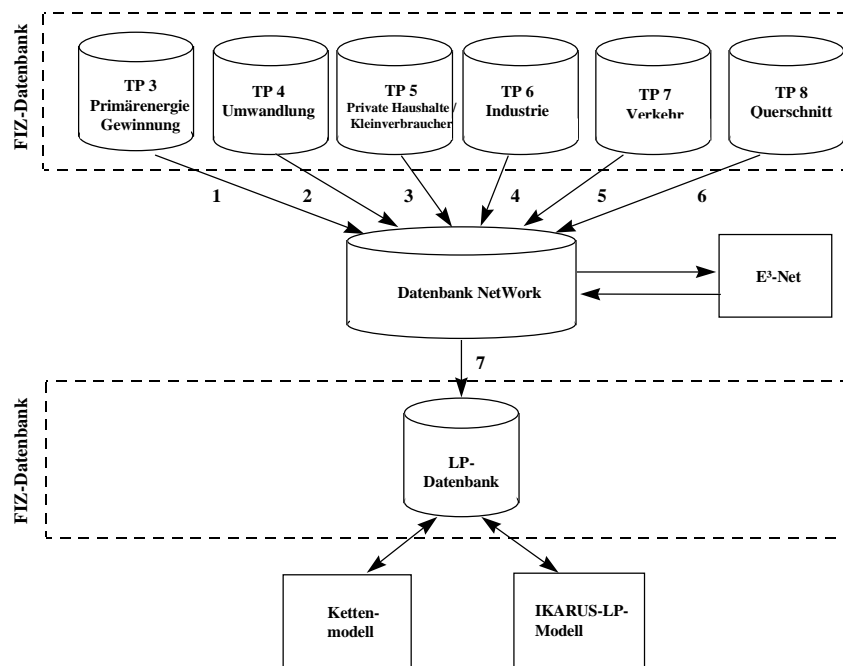 FIZ-Datenbank
TP 3
Primärenergie
Gewinnung
TP 4
Umwandlung
TP 5
Private Haushalte /
Kleinverbraucher
TP 6
Industrie
TP 7
Verkehr
TP 8
Querschnitt
1
2
3
4
5
6
Datenbank NetWork
E³-Net
7
FIZ-Datenbank
LP-
Datenbank
Ketten-
modell
IKARUS-LP-
Modell